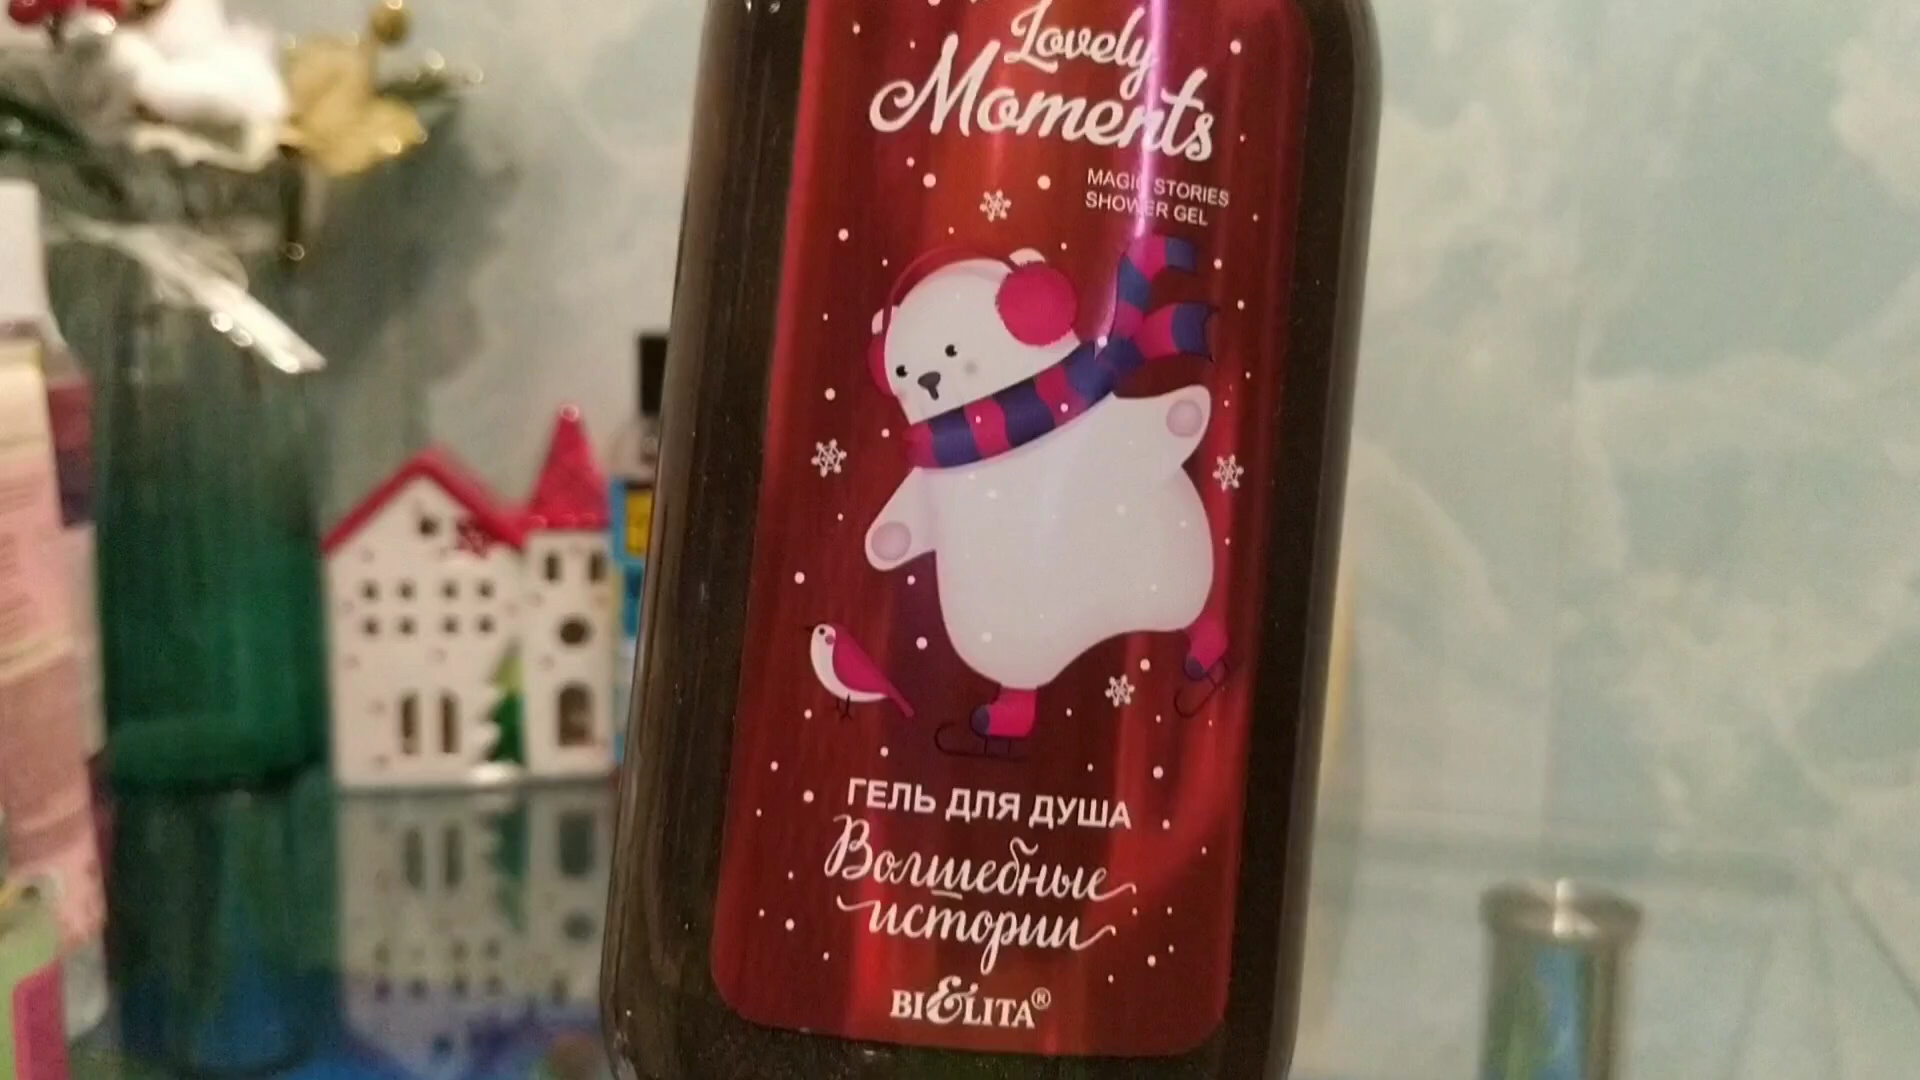 Lovely
Moments
MAGIC STORIES
SHOWER GEL
ГЕЛЬ ДЛЯ ДУША
Волшебные
истории
BI&LITA®